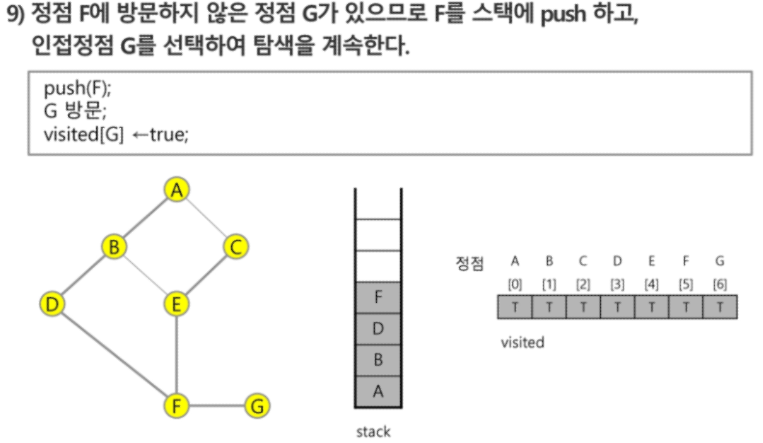 9) 정점 F에 방문하지 않은 정점 G가 있으므로 F를 스택에 push 하고,
인접정점 G를 선택하여 탐색을 계속한다.
push(F);
G 방문;
visited[G] ←true;
A
B
C
D
E
F
G
F
D
B
A
stack
정점 A B C D E F G
[0] [1] [2] [3] [4] [5] [6]
T T T T T T T
visited